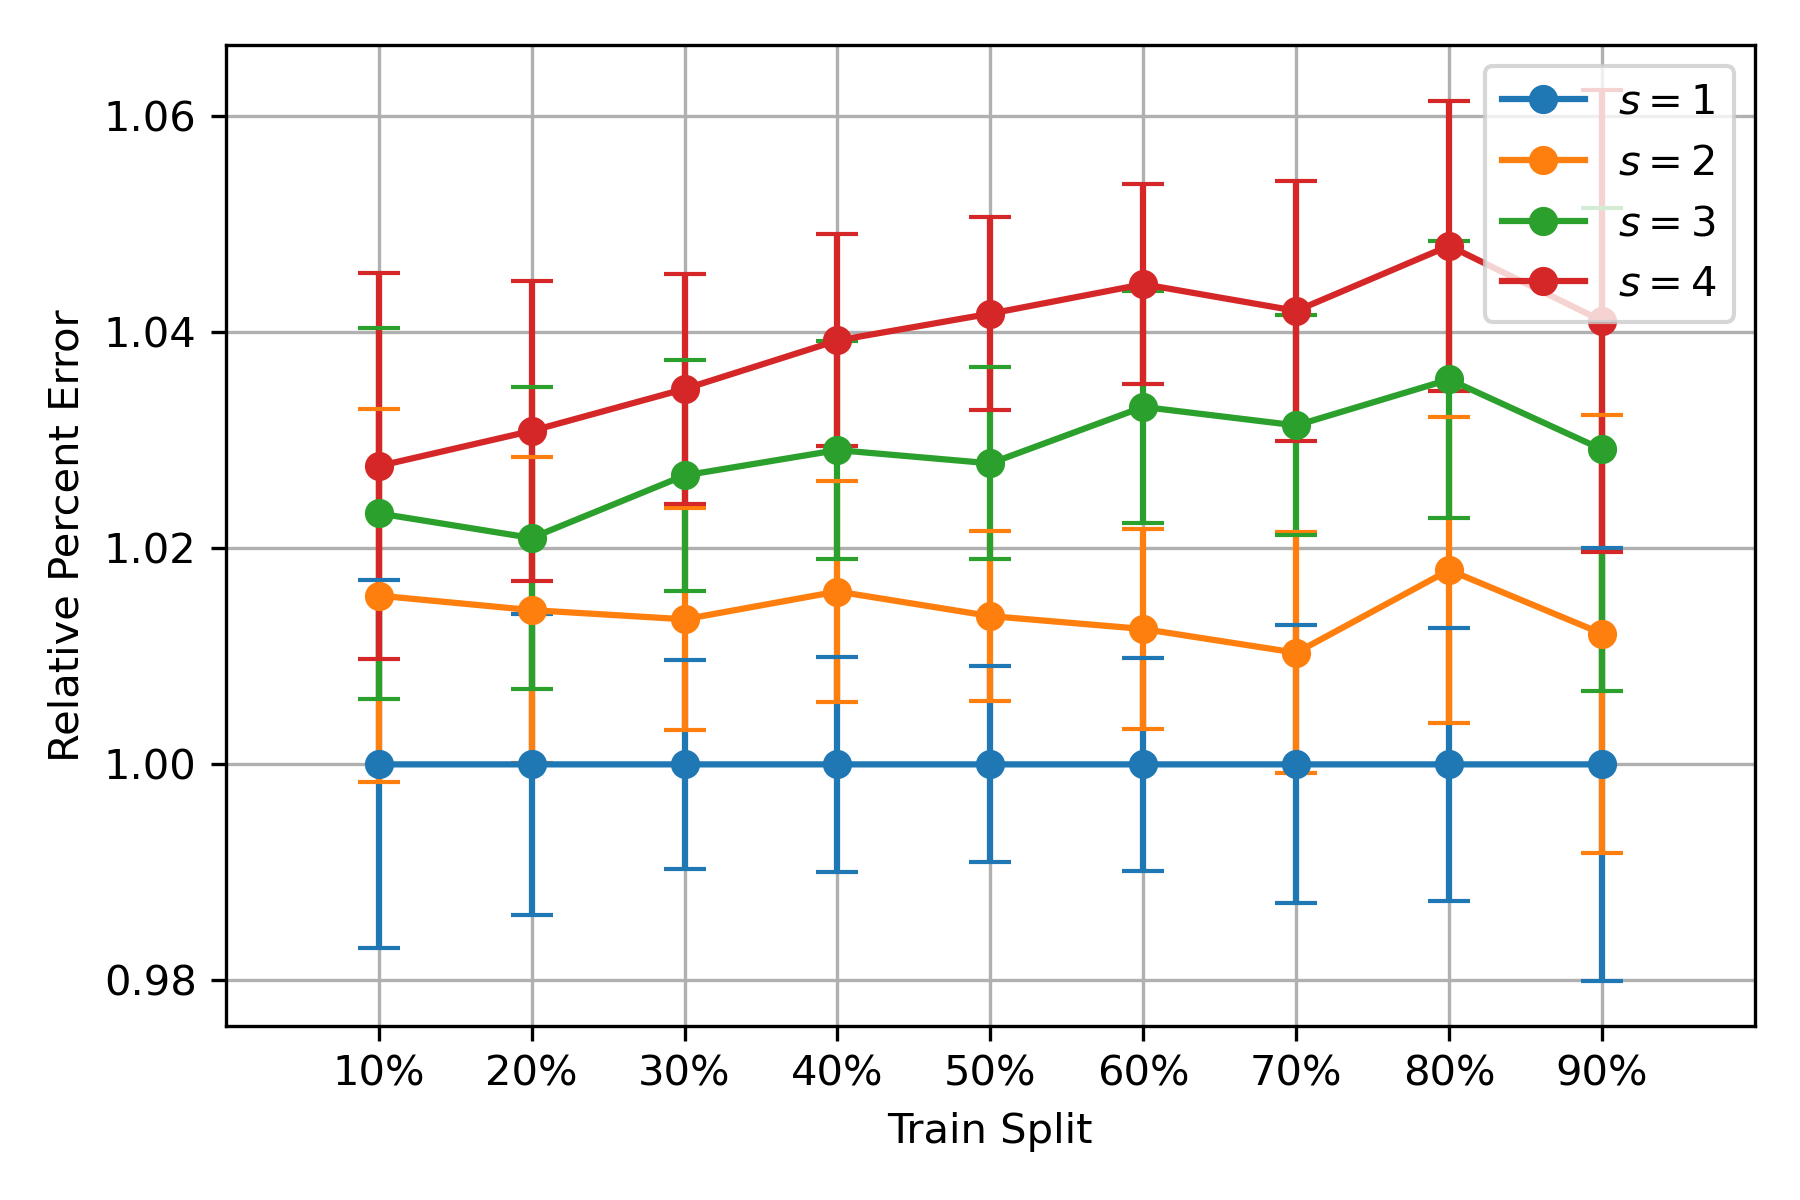 1.06
1.04
1.02
1.00
0.98
Relative Percent Error
s = 1
s = 2
s = 3
s = 4
10% 20% 30% 40% 50% 60% 70% 80% 90%
Train Split